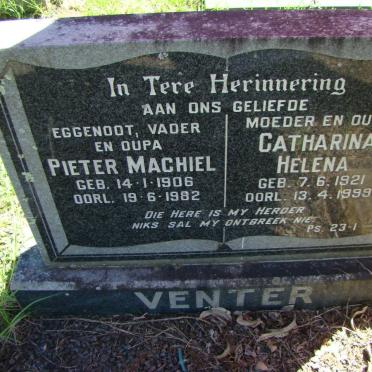 In Tere Herinnering
AAN ONS GELIEFDE
EGGENOOT, VADER
EN OUPA
PIETER MACHIEL
GEB. 14·1·1906
OORL. 19·6·1982
MOEDER EN OU
CATHARINA
HELENA
GEB. 7.6.1921
OORL. 13.4.1999
DIE HERE IS MY HERDER
NIKS SAL MY ONTBREEK NIE.
PS. 23-1
VENTER